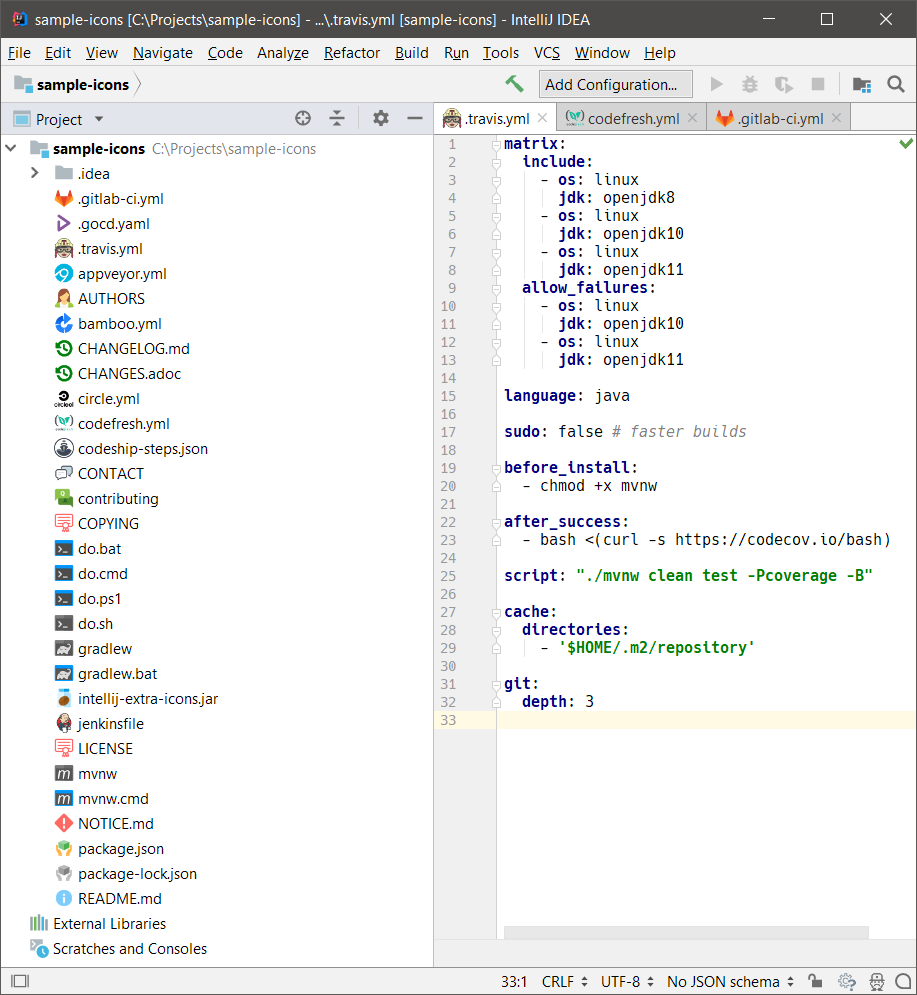 sample-icons [C:\Projects\sample-icons] - ...\.travis.yml [sample-icons] - IntelliJ IDEA
File Edit View Navigate Code Analyze Refactor Build Run Tools VCS Window Help
sample-icons Add Configuration...
Project
sample-icons C:\Projects\sample-icons
.idea
.gitlab-ci.yml
.gocd.yaml
.travis.yml
appveyor.yml
AUTHORS
bamboo.yml
CHANGELOG.md
CHANGES.adoc
circle.yml
codefresh.yml
codeship-steps.json
CONTACT
contributing
COPYING
do.bat
do.cmd
do.ps1
do.sh
gradlew
gradlew.bat
intellij-extra-icons.jar
jenkinsfile
LICENSE
mvnw
mvnw.cmd
NOTICE.md
package.json
package-lock.json
README.md
External Libraries
Scratches and Consoles
.travis.yml codefresh.yml .gitlab-ci.yml
1 matrix:
2   include:
3     - os: linux
4       jdk: openjdk8
5     - os: linux
6       jdk: openjdk10
7     - os: linux
8       jdk: openjdk11
9   allow_failures:
10     - os: linux
11       jdk: openjdk10
12     - os: linux
13       jdk: openjdk11
14
15 language: java
16
17 sudo: false # faster builds
18
19 before_install:
20   - chmod +x mvnw
21
22 after_success:
23   - bash <(curl -s https://codecov.io/bash)
24
25 script: "./mvnw clean test -Pcoverage -B"
26
27 cache:
28   directories:
29     - '$HOME/.m2/repository'
30
31 git:
32   depth: 3
33
33:1 CRLF UTF-8 No JSON schema